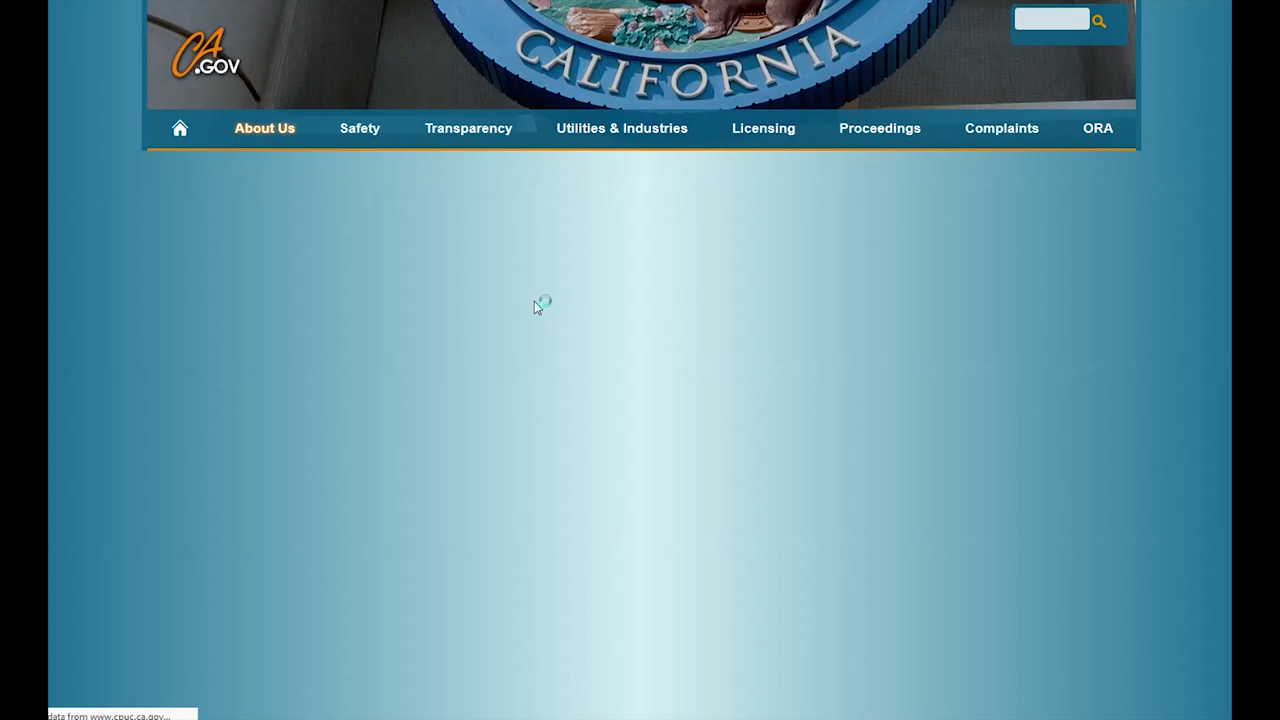 CA
.GOV
CALIFORNIA
About Us
Safety
Transparency
Utilities & Industries
Licensing
Proceedings
Complaints
ORA
data from www.cpuc.ca.gov...